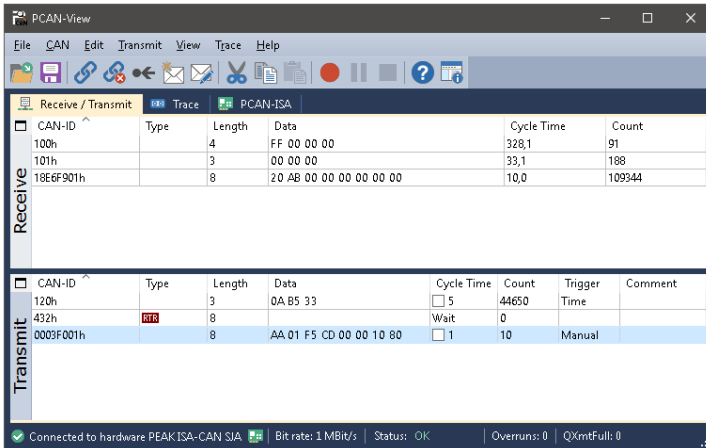 PCAN-View
File CAN Edit Transmit View Trace Help
Receive / Transmit Trace PCAN-ISA
CAN-ID Type Length Data Cycle Time Count
100h 4 FF 00 00 00 328,1 91
101h 3 00 00 00 33,1 188
18E6F901h 8 20 AB 00 00 00 00 00 00 10,0 109344
Receive
CAN-ID Type Length Data Cycle Time Count Trigger Comment
120h 3 0A B5 33 5 44650 Time
432h RTR 8 Wait 0
0003F001h 8 AA 01 F5 CD 00 00 10 80 1 10 Manual
Transmit
Connected to hardware PEAK ISA-CAN SJA Bit rate: 1 MBit/s Status: OK Overruns: 0 QXmtFull: 0